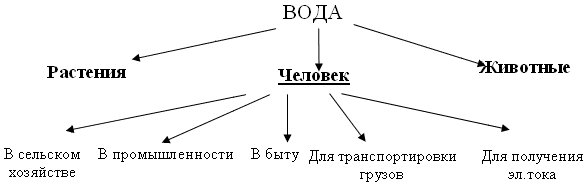 ВОДА
Растения
Человек
Животные
В сельском
хозяйстве
В промышленности
В быту
Для транспортировки
грузов
Для получения
эл.тока